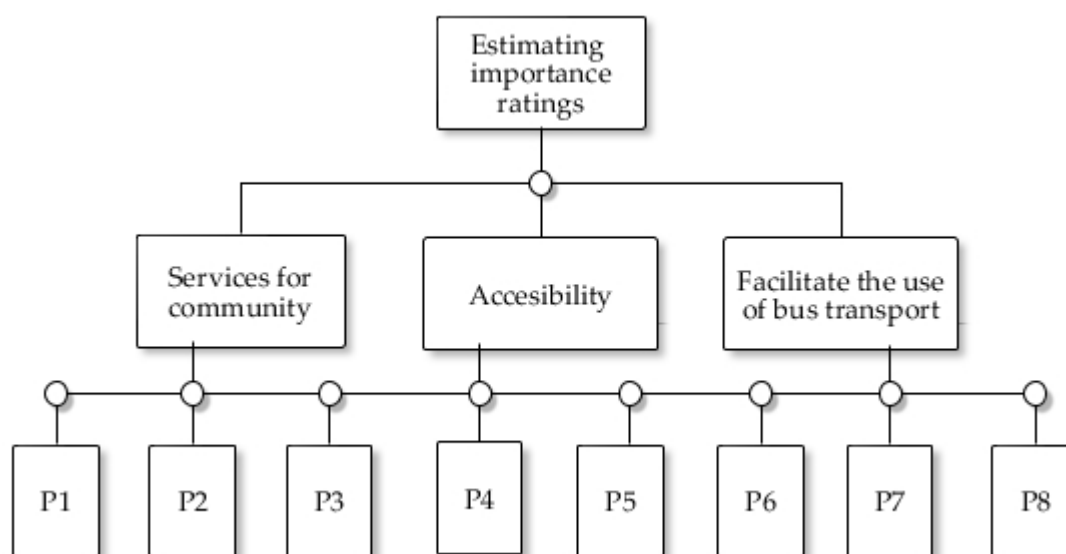 Estimating
importance
ratings
Services for
community
Accesibility
Facilitate the use
of bus transport
P1
P2
P3
P4
P5
P6
P7
P8